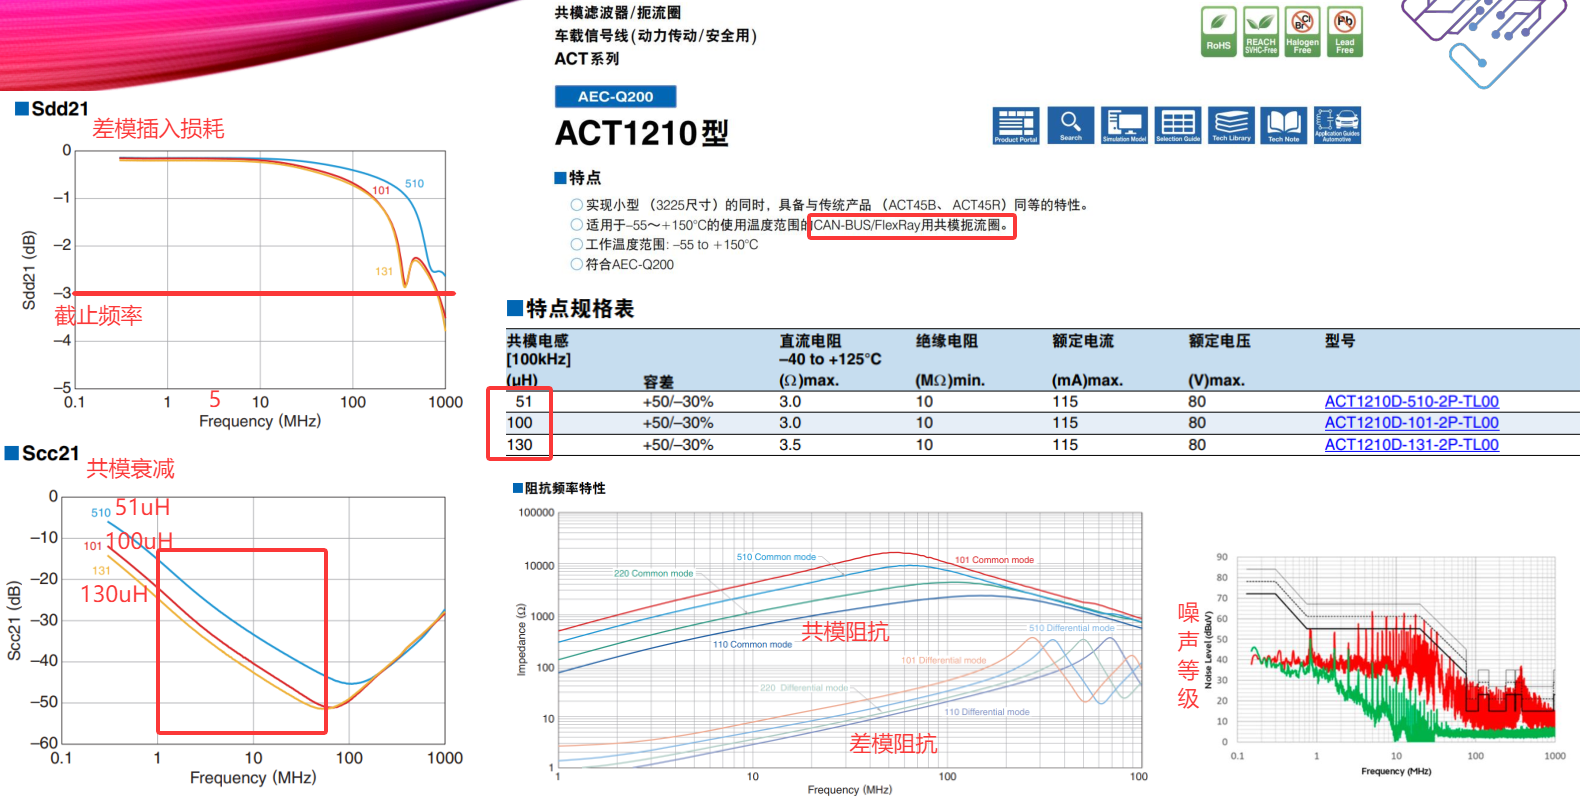 共模滤波器/扼流圈
车载信号线(动力传动/安全用)
ACT系列
RoHS
REACH
SVHC-Free
Br Cl
Halogen
Free
Pb
Lead
Free
AEC-Q200
ACT1210型
Product Portal
Search
Simulation Model
Selection Guide
Tech Library
Tech Note
Application Guides
Automotive
■特点
○实现小型 （3225尺寸）的同时，具备与传统产品 （ACT45B、 ACT45R）同等的特性。
○适用于-55～+150°C的使用温度范围的CAN-BUS/FlexRay用共模扼流圈。
○工作温度范围: –55 to +150°C
○符合AEC-Q200
■Sdd21
差模插入损耗
0
–1
–2
–3
–4
–5
Sdd21 (dB)
510
101
131
截止频率
0.1
1
5
10
100
1000
Frequency (MHz)
■Scc21
共模衰减
0
–10
–20
–30
–40
–50
–60
Scc21 (dB)
510
51uH
101
100uH
131
130uH
0.1
1
10
100
1000
Frequency (MHz)
■特点规格表
共模电感
[100kHz]
(μH)
容差
直流电阻
–40 to +125°C
(Ω)max.
绝缘电阻
(MΩ)min.
额定电流
(mA)max.
额定电压
(V)max.
型号
51 +50/–30% 3.0 10 115 80 ACT1210D-510-2P-TL00
100 +50/–30% 3.0 10 115 80 ACT1210D-101-2P-TL00
130 +50/–30% 3.5 10 115 80 ACT1210D-131-2P-TL00
■阻抗频率特性
100000
10000
1000
100
10
1
Impedance (Ω)
510 Common mode
101 Common mode
220 Common mode
110 Common mode
共模阻抗
510 Differential mode
101 Differential mode
220 Differential mode
110 Differential mode
差模阻抗
1
10
100
100
Frequency (MHz)
噪声等级
Noise Level (dBuV)
90
80
70
60
50
40
30
20
10
0
0.1
1
10
100
1000
Frequency (MHz)